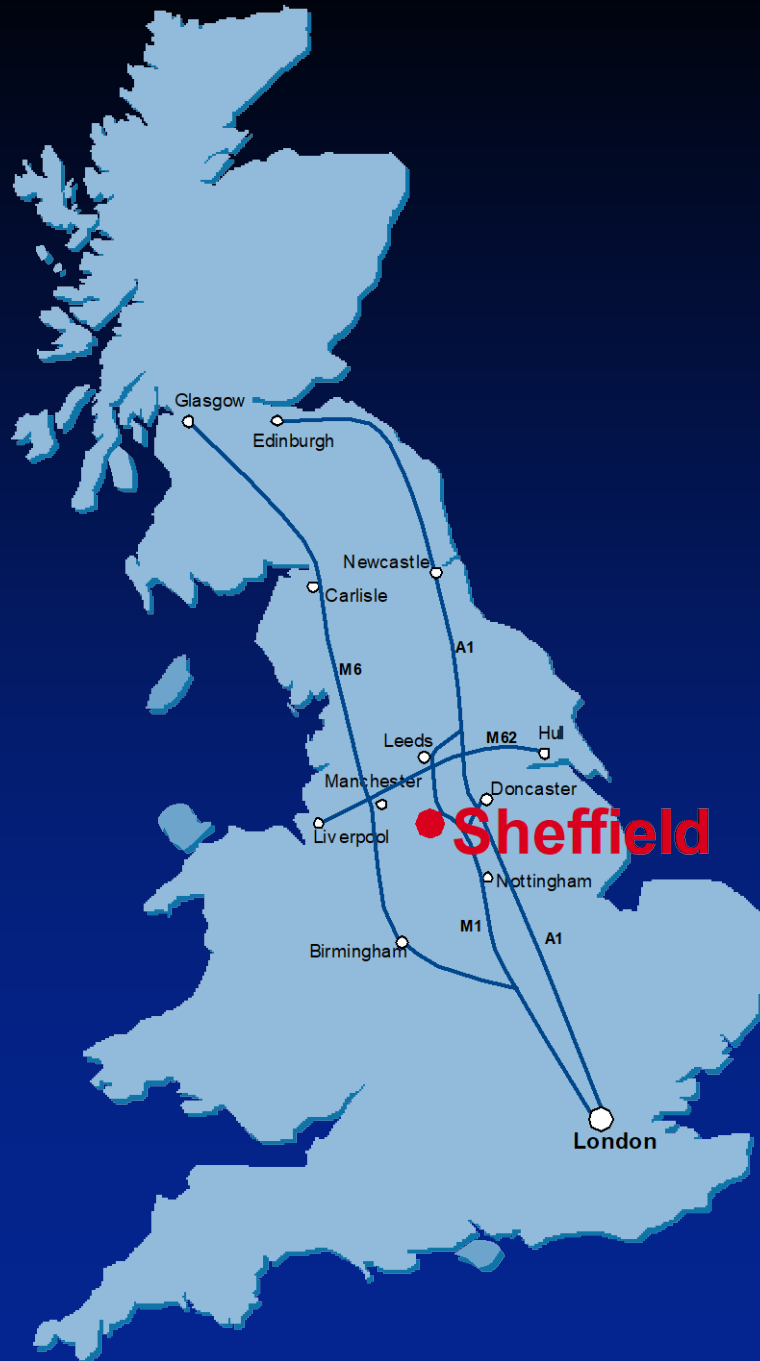 Glasgow
Edinburgh
Newcastle
Carlisle
A1
M6
M62
Hull
Leeds
Manchester
Doncaster
Sheffield
Liverpool
Nottingham
M1
A1
Birmingham
London